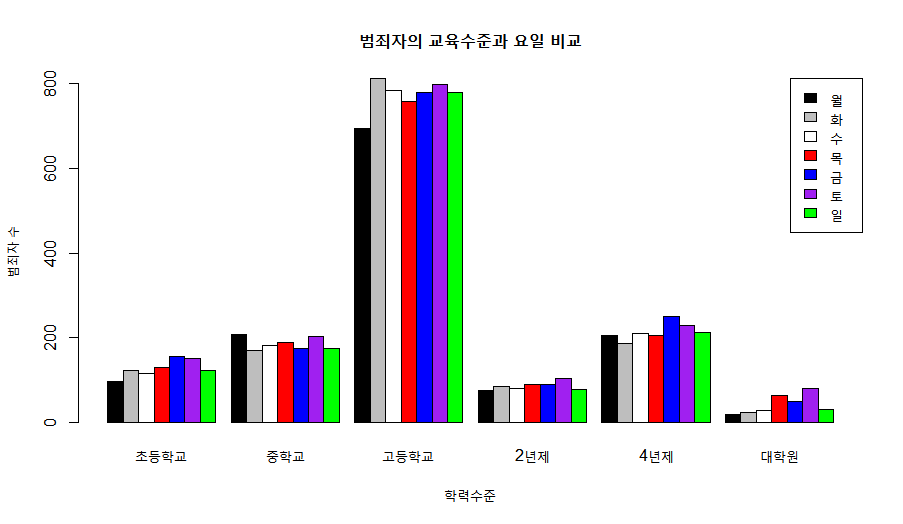 범죄자의 교육수준과 요일 비교
범죄자 수
800
600
400
200
0
월
화
수
목
금
토
일
초등학교 중학교 고등학교 2년제 4년제 대학원
학력수준